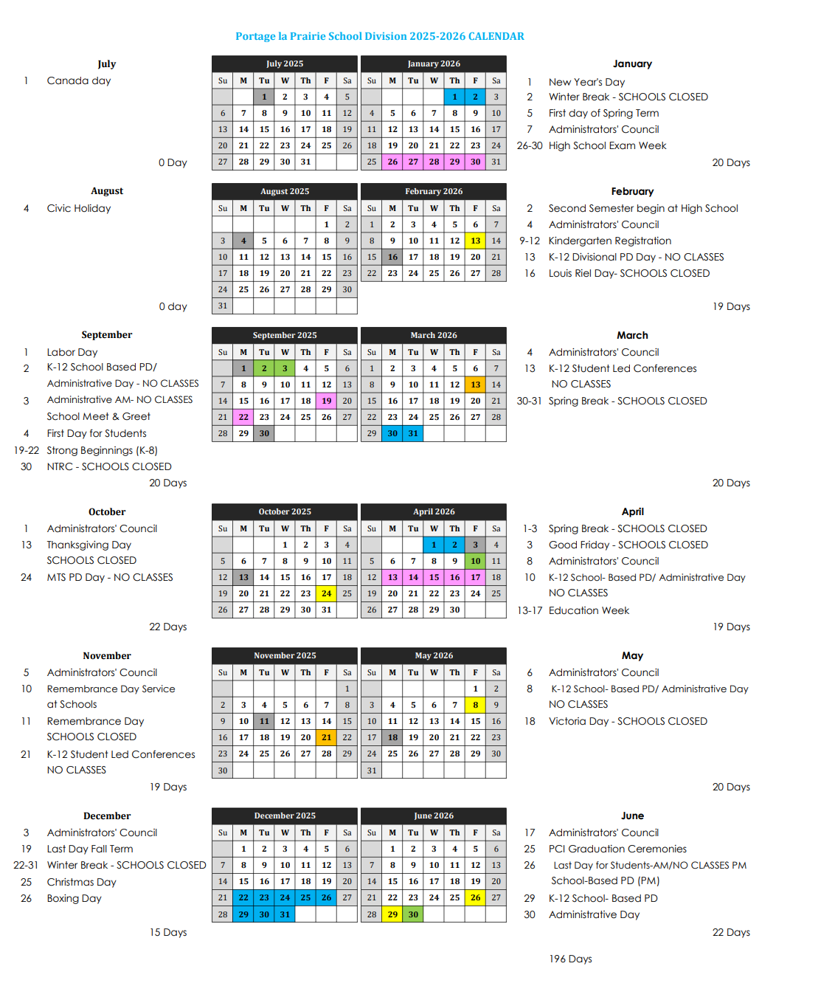 Portage la Prairie School Division 2025-2026 CALENDAR
July
1 Canada day
0 Day
July 2025
Su M Tu W Th F Sa
1 2 3 4 5
6 7 8 9 10 11 12
13 14 15 16 17 18 19
20 21 22 23 24 25 26
27 28 29 30 31
January 2026
Su M Tu W Th F Sa
1 2 3
4 5 6 7 8 9 10
11 12 13 14 15 16 17
18 19 20 21 22 23 24
25 26 27 28 29 30 31
January
1 New Year's Day
2 Winter Break - SCHOOLS CLOSED
5 First day of Spring Term
7 Administrators' Council
26-30 High School Exam Week
20 Days
August
4 Civic Holiday
0 day
August 2025
Su M Tu W Th F Sa
1 2
3 4 5 6 7 8 9
10 11 12 13 14 15 16
17 18 19 20 21 22 23
24 25 26 27 28 29 30
31
February 2026
Su M Tu W Th F Sa
1 2 3 4 5 6 7
8 9 10 11 12 13 14
15 16 17 18 19 20 21
22 23 24 25 26 27 28
February
2 Second Semester begin at High School
4 Administrators' Council
9-12 Kindergarten Registration
13 K-12 Divisional PD Day - NO CLASSES
16 Louis Riel Day- SCHOOLS CLOSED
19 Days
September
1 Labor Day
2 K-12 School Based PD/
Administrative Day - NO CLASSES
3 Administrative AM- NO CLASSES
School Meet & Greet
4 First Day for Students
19-22 Strong Beginnings (K-8)
30 NTRC - SCHOOLS CLOSED
20 Days
September 2025
Su M Tu W Th F Sa
1 2 3 4 5 6
7 8 9 10 11 12 13
14 15 16 17 18 19 20
21 22 23 24 25 26 27
28 29 30
March 2026
Su M Tu W Th F Sa
1 2 3 4 5 6 7
8 9 10 11 12 13 14
15 16 17 18 19 20 21
22 23 24 25 26 27 28
29 30 31
March
4 Administrators' Council
13 K-12 Student Led Conferences
NO CLASSES
30-31 Spring Break - SCHOOLS CLOSED
20 Days
October
1 Administrators' Council
13 Thanksgiving Day
SCHOOLS CLOSED
24 MTS PD Day - NO CLASSES
22 Days
October 2025
Su M Tu W Th F Sa
1 2 3 4
5 6 7 8 9 10 11
12 13 14 15 16 17 18
19 20 21 22 23 24 25
26 27 28 29 30 31
April 2026
Su M Tu W Th F Sa
1 2 3 4
5 6 7 8 9 10 11
12 13 14 15 16 17 18
19 20 21 22 23 24 25
26 27 28 29 30
April
1-3 Spring Break - SCHOOLS CLOSED
3 Good Friday - SCHOOLS CLOSED
8 Administrators' Council
10 K-12 School- Based PD/ Administrative Day
NO CLASSES
13-17 Education Week
19 Days
November
5 Administrators' Council
10 Remembrance Day Service
at Schools
11 Remembrance Day
SCHOOLS CLOSED
21 K-12 Student Led Conferences
NO CLASSES
19 Days
November 2025
Su M Tu W Th F Sa
1
2 3 4 5 6 7 8
9 10 11 12 13 14 15
16 17 18 19 20 21 22
23 24 25 26 27 28 29
30
May 2026
Su M Tu W Th F Sa
1 2
3 4 5 6 7 8 9
10 11 12 13 14 15 16
17 18 19 20 21 22 23
24 25 26 27 28 29 30
31
May
6 Administrators' Council
8 K-12 School- Based PD/ Administrative Day
NO CLASSES
18 Victoria Day - SCHOOLS CLOSED
20 Days
December
3 Administrators' Council
19 Last Day Fall Term
22-31 Winter Break - SCHOOLS CLOSED
25 Christmas Day
26 Boxing Day
15 Days
December 2025
Su M Tu W Th F Sa
1 2 3 4 5 6
7 8 9 10 11 12 13
14 15 16 17 18 19 20
21 22 23 24 25 26 27
28 29 30 31
June 2026
Su M Tu W Th F Sa
1 2 3 4 5 6
7 8 9 10 11 12 13
14 15 16 17 18 19 20
21 22 23 24 25 26 27
28 29 30
June
17 Administrators' Council
25 PCI Graduation Ceremonies
26 Last Day for Students-AM/NO CLASSES PM
School-Based PD (PM)
29 K-12 School- Based PD
30 Administrative Day
22 Days
196 Days